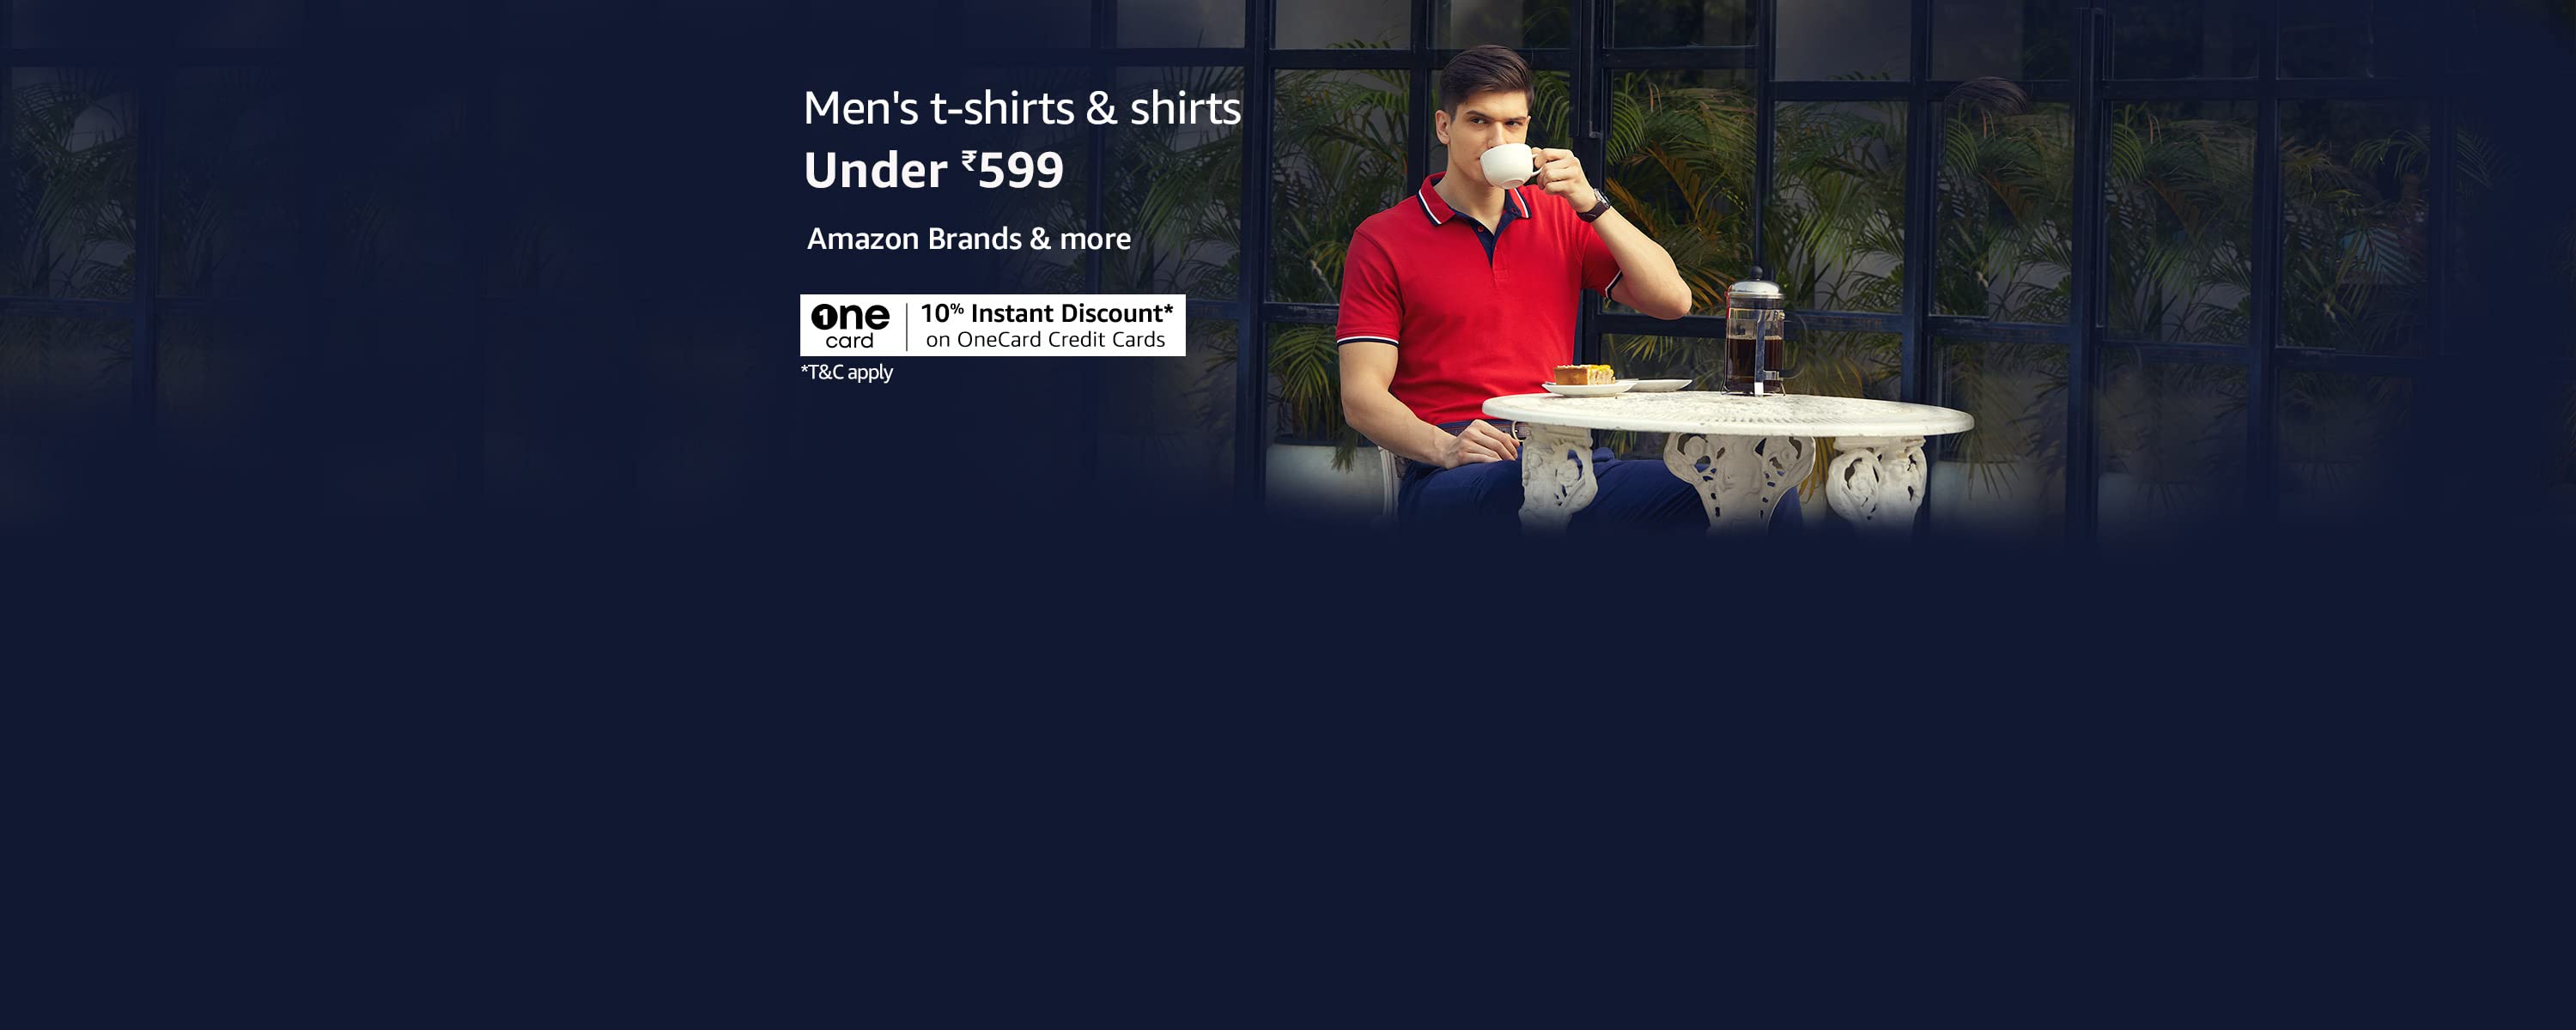 Men's t-shirts & shirts
Under ₹599
Amazon Brands & more
one card
10% Instant Discount*
on OneCard Credit Cards
*T&C apply